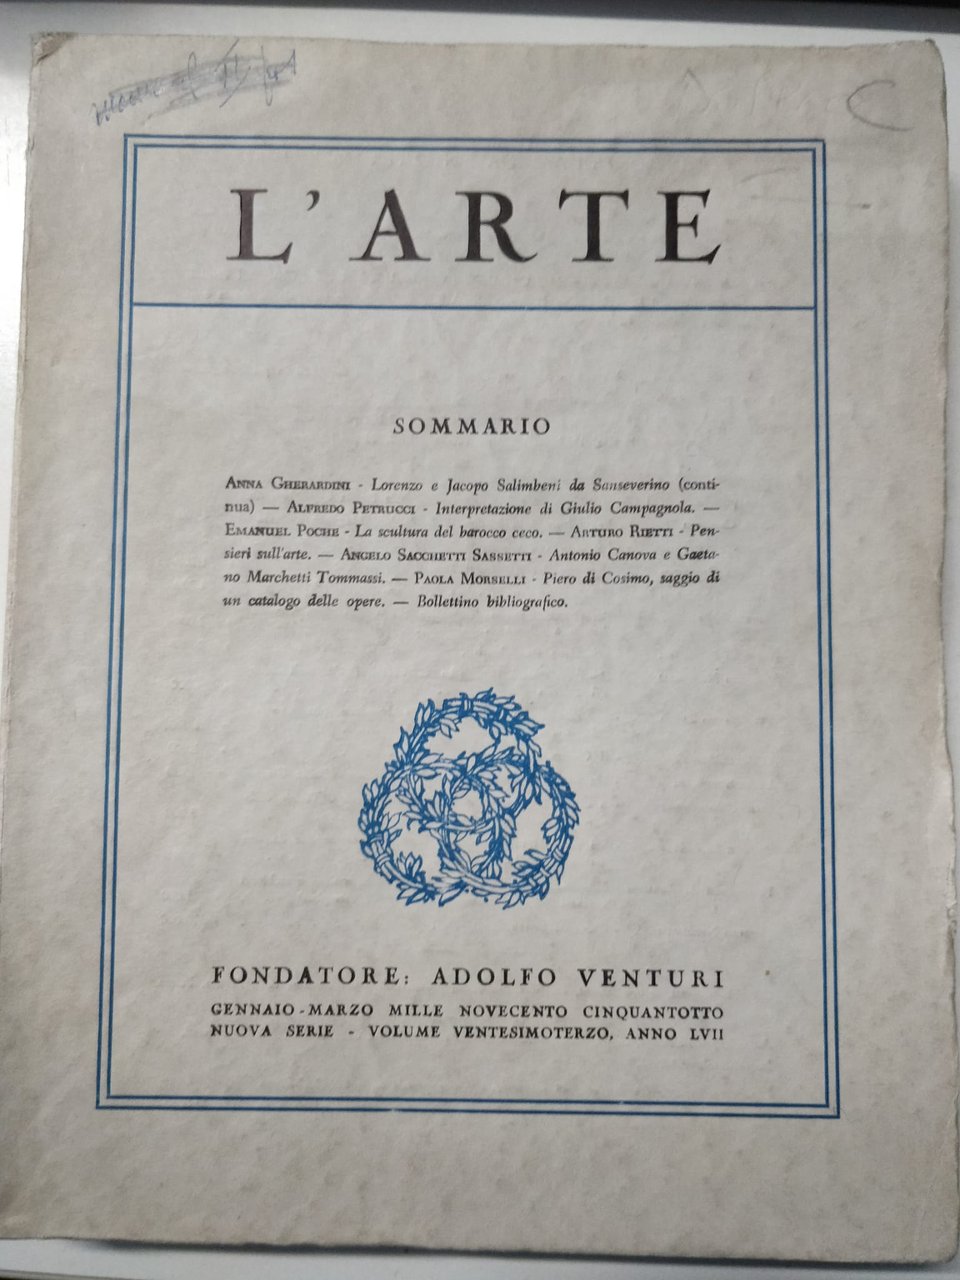 L'ARTE
SOMMARIO
ANNA GHERARDINI - Lorenzo e Jacopo Salimbeni da Sanseverino (conti-
nua) — ALFREDO PETRUCCI - Interpretazione di Giulio Campagnola. —
EMANUEL POCHE - La scultura del barocco ceco. — ARTURO RIETTI - Pen-
sieri sull'arte. — ANGELO SACCHETTI SASSETTI - Antonio Canova e Gaeta-
no Marchetti Tommassi. — PAOLA MORSELLI - Piero di Cosimo, saggio di
un catalogo delle opere. — Bollettino bibliografico.
FONDATORE: ADOLFO VENTURI
GENNAIO - MARZO MILLE NOVECENTO CINQUANTOTTO
NUOVA SERIE - VOLUME VENTESIMOTERZO, ANNO LVII